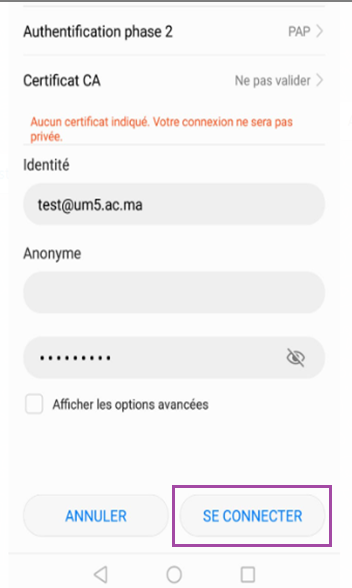 Authentification phase 2 PAP
Certificat CA Ne pas valider
Aucun certificat indiqué. Votre connexion ne sera pas
privée.
Identité
test@um5.ac.ma
Anonyme
•••••••••
Afficher les options avancées
ANNULER SE CONNECTER